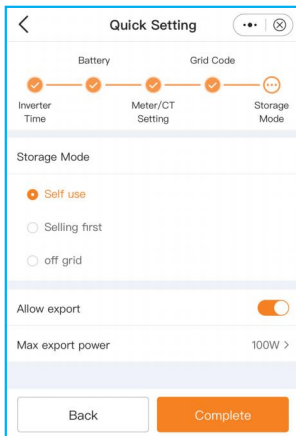 Quick Setting
Battery
Grid Code
Inverter
Time
Meter/CT
Setting
Storage
Mode
Storage Mode
Self use
Selling first
off grid
Allow export
Max export power
100W >
Back
Complete